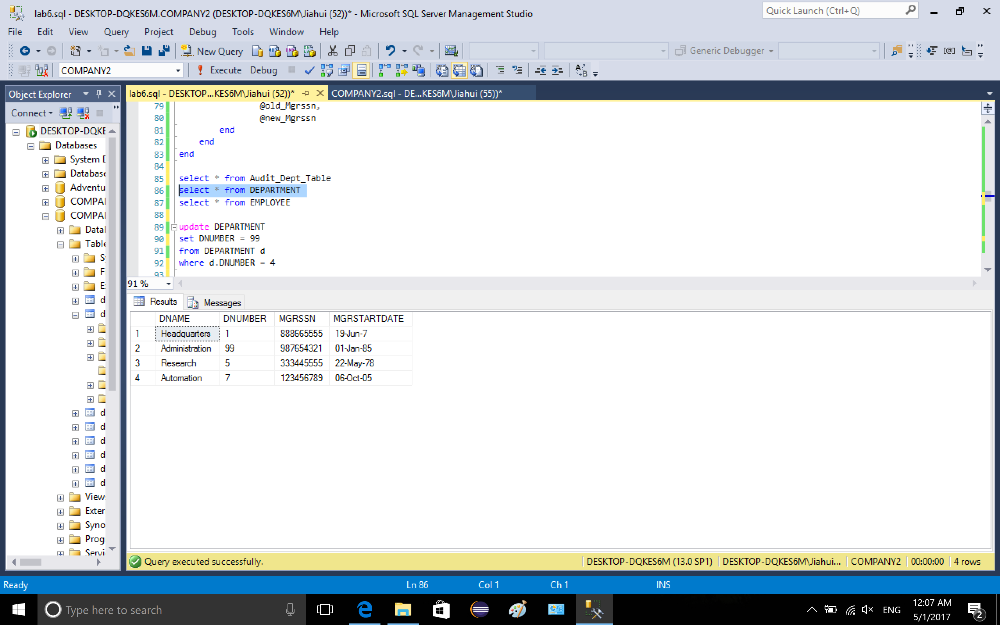 lab6.sql - DESKTOP-DQKES6M.COMPANY2 (DESKTOP-DQKES6M\Jiahui (52))* - Microsoft SQL Server Management Studio
Quick Launch (Ctrl+Q)
File Edit View Query Project Debug Tools Window Help
New Query
Generic Debugger
COMPANY2
Execute Debug
Object Explorer
lab6.sql - DESKTOP...KES6M\Jiahui (52))*
COMPANY2.sql - DE...KES6M\Jiahui (55))*
Connect
DESKTOP-DQKE
Databases
System D
Database
Adventu
COMPAI
COMPAI
Datal
Table
S
F
E
d
d
d
d
d
d
d
d
View
Exter
Syno
Prog
Servi
79 @old_Mgrssn,
80 @new_Mgrssn
81 end
82 end
83 end
84
85 select * from Audit_Dept_Table
86 select * from DEPARTMENT
87 select * from EMPLOYEE
88
89 update DEPARTMENT
90 set DNUMBER = 99
91 from DEPARTMENT d
92 where d.DNUMBER = 4
93
91 %
Results Messages
DNAME DNUMBER MGRSSN MGRSTARTDATE
1 Headquarters 1 888665555 19-Jun-7
2 Administration 99 987654321 01-Jan-85
3 Research 5 333445555 22-May-78
4 Automation 7 123456789 06-Oct-05
Query executed successfully.
DESKTOP-DQKES6M (13.0 SP1) DESKTOP-DQKES6M\Jiahui... COMPANY2 00:00:00 4 rows
Ready Ln 86 Col 1 Ch 1 INS
Type here to search
ENG
12:07 AM
5/1/2017
2